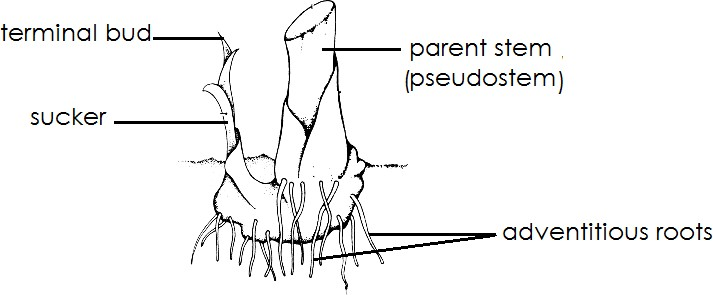 terminal bud
parent stem
(pseudostem)
sucker
adventitious roots